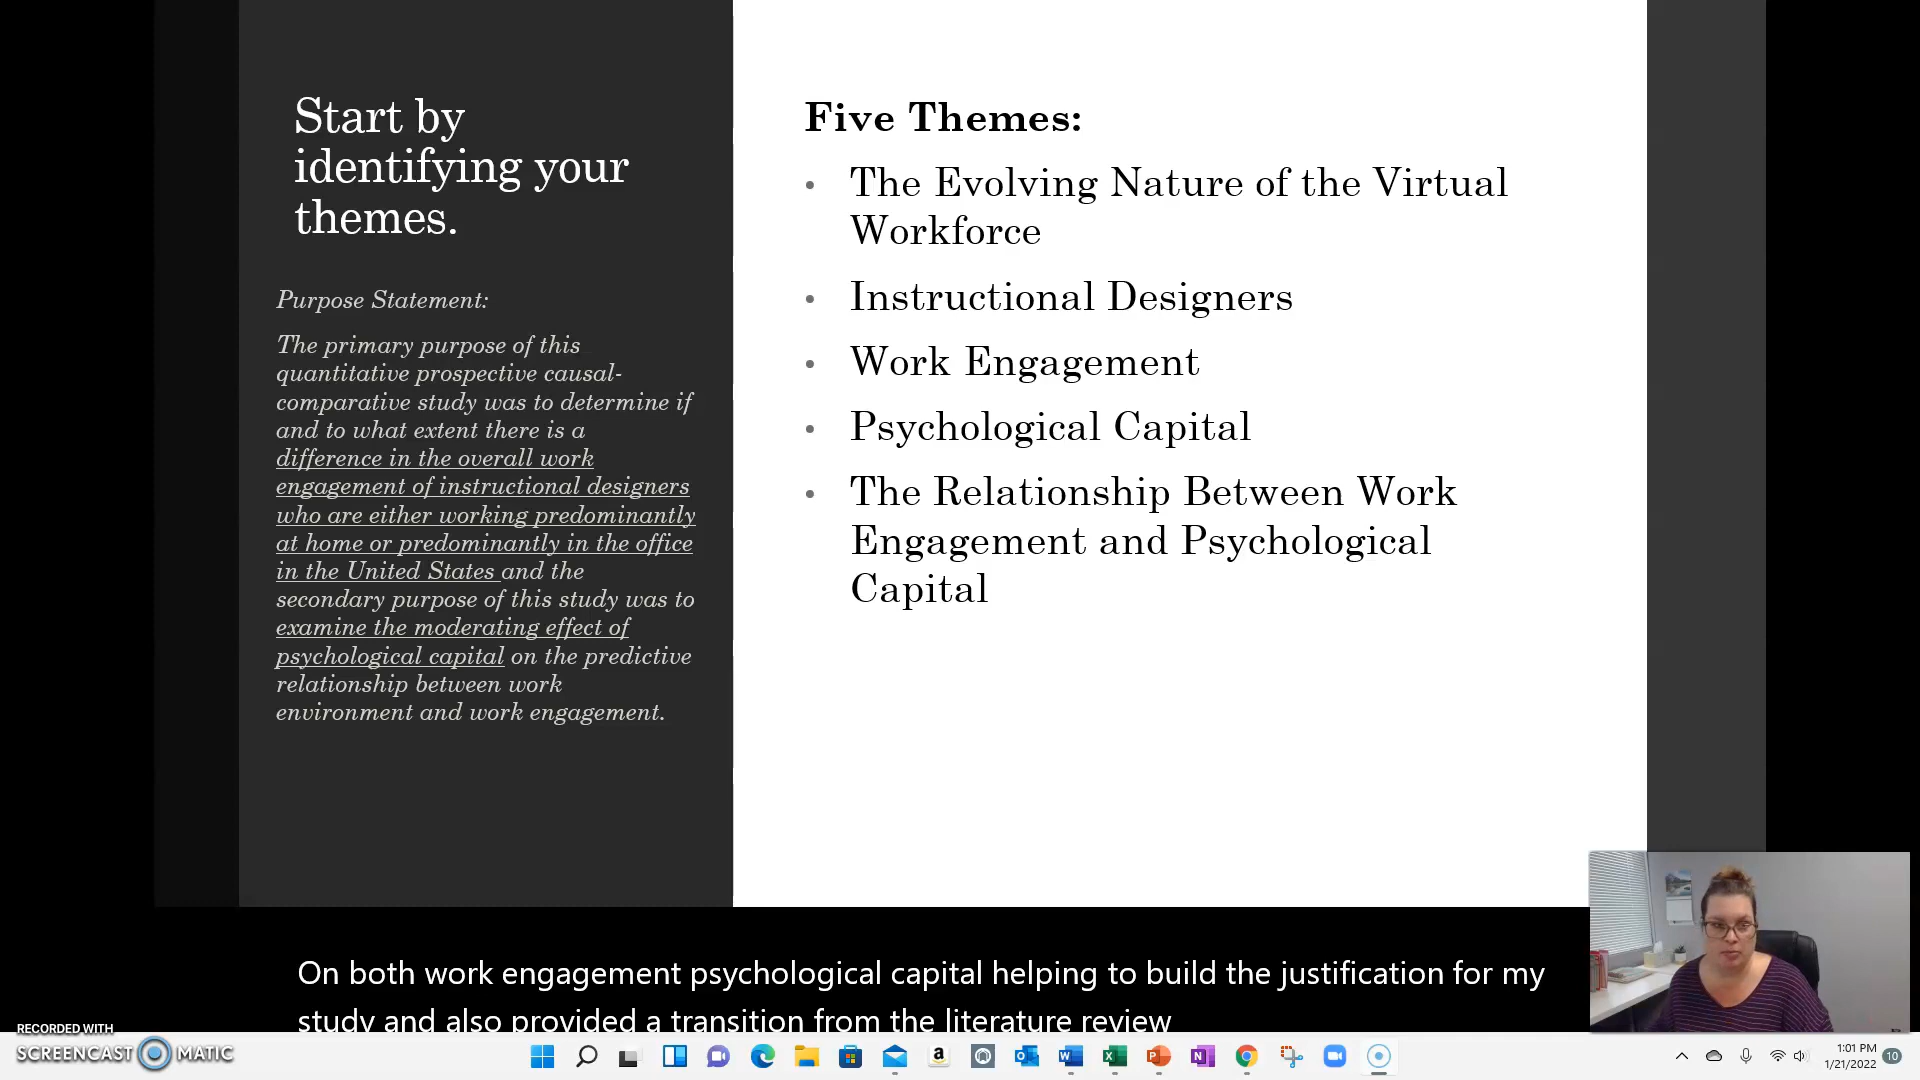 Start by
identifying your
themes.
Purpose Statement:
The primary purpose of this
quantitative prospective causal-
comparative study was to determine if
and to what extent there is a
difference in the overall work
engagement of instructional designers
who are either working predominantly
at home or predominantly in the office
in the United States and the
secondary purpose of this study was to
examine the moderating effect of
psychological capital on the predictive
relationship between work
environment and work engagement.
Five Themes:
• The Evolving Nature of the Virtual
Workforce
• Instructional Designers
• Work Engagement
• Psychological Capital
• The Relationship Between Work
Engagement and Psychological
Capital
On both work engagement psychological capital helping to build the justification for my
study and also provided a transition from the literature review
RECORDED WITH
SCREENCAST MATIC
1:01 PM
1/21/2022
10